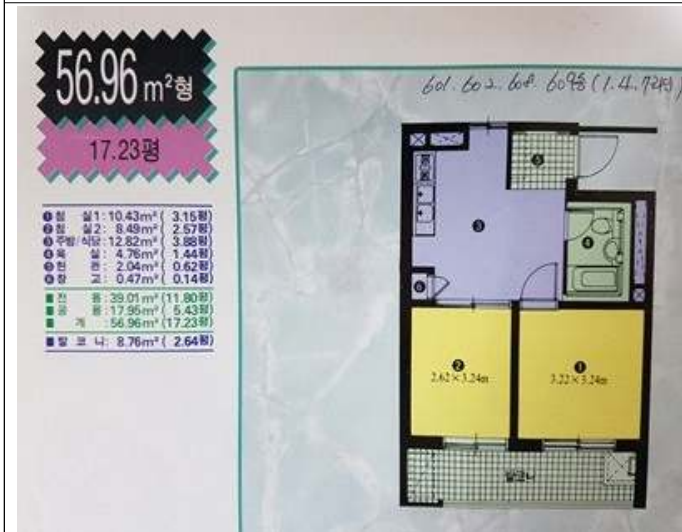 56.96 m²형
17.23평
601. 602. 608. 609동 (1.4.7라인)
❶ 침 실1 : 10.43m² ( 3.15평)
❷ 침 실2 : 8.49m² ( 2.57평)
❸ 주방/식당 : 12.82m² ( 3.88평)
❹ 욕 실 : 4.76m² ( 1.44평)
❺ 현 관 : 2.04m² ( 0.62평)
❻ 창 고 : 0.47m² ( 0.14평)
■ 전 용 : 39.01m² (11.80평)
■ 공 용 : 17.95m² ( 5.43평)
■ 계 : 56.96m² (17.23평)
■ 발 코 니 : 8.76m² ( 2.64평)
❺
❸
❹
❻
❷
2.62×3.24m
❶
3.22×3.24m
발코니